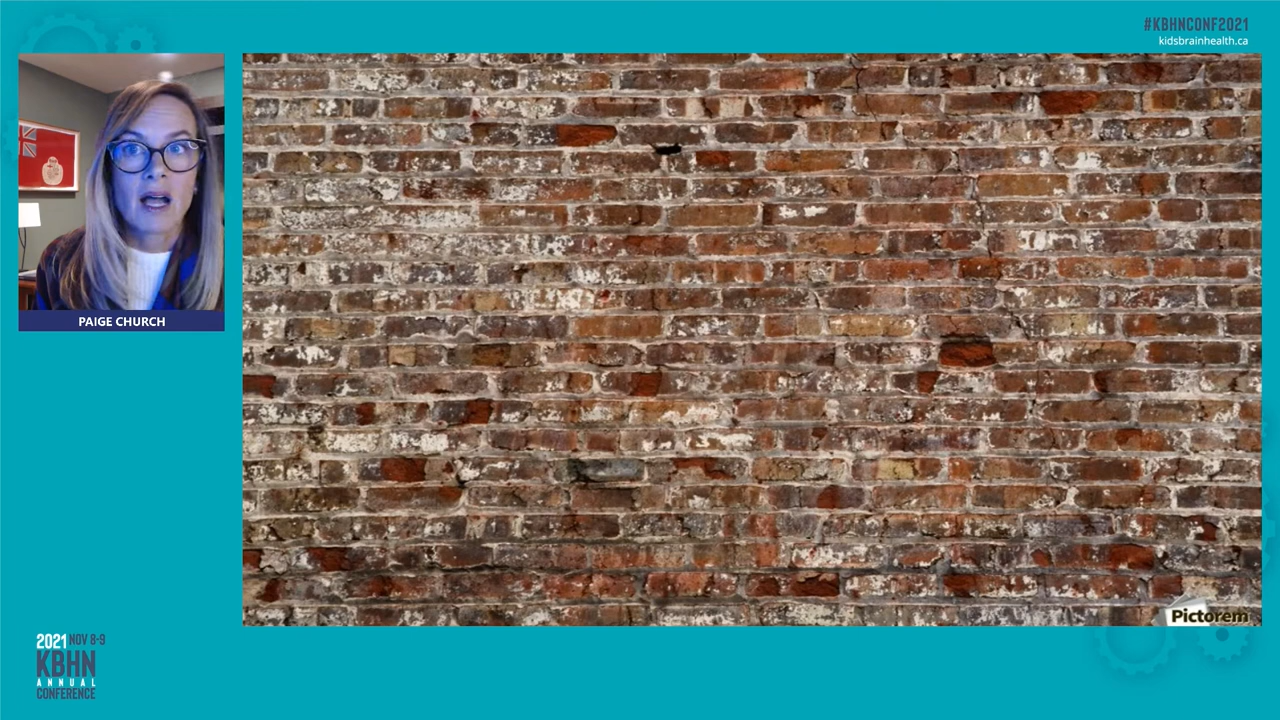 #KBHNCONF2021
kidsbrainhealth.ca
PAIGE CHURCH
Pictorem
2021 NOV 8-9
KBHN
ANNUAL
CONFERENCE